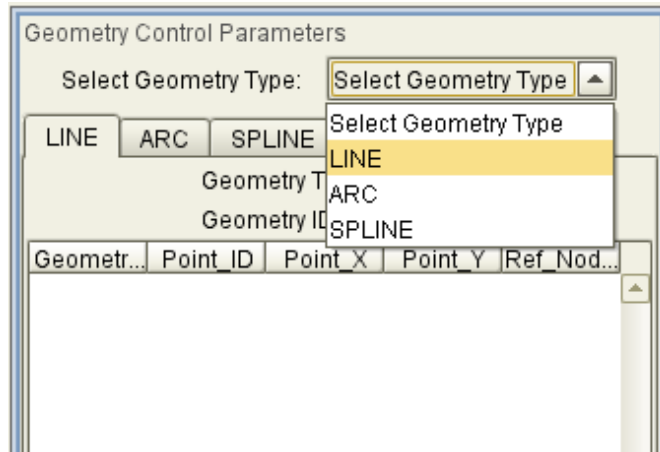 Geometry Control Parameters
Select Geometry Type: Select Geometry Type
Select Geometry Type
LINE
ARC
SPLINE
LINE ARC SPLINE
Geometry T
Geometry ID
Geometr... Point_ID Point_X Point_Y Ref_Nod...